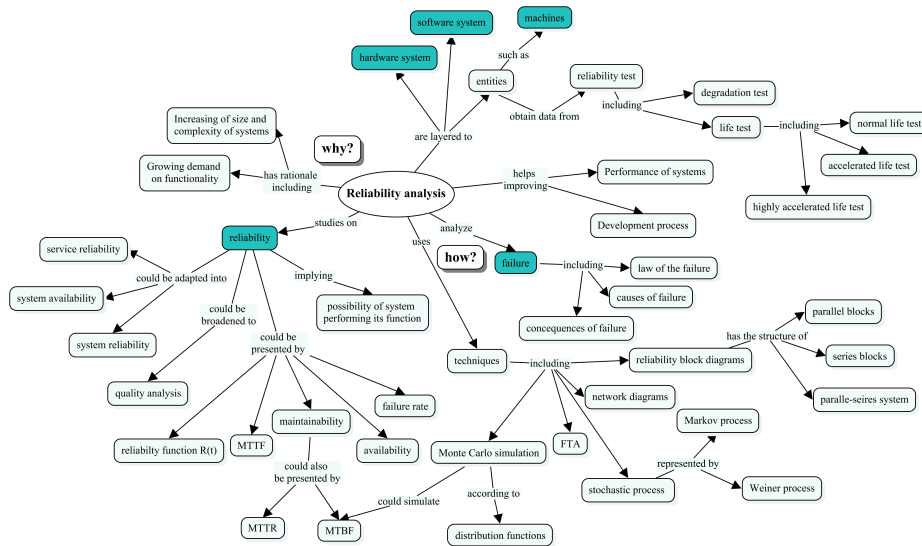 software system
machines
hardware system
such as
entities
reliability test
degradation test
obtain data from
including
Increasing of size and
complexity of systems
are layered to
life test
including
normal life test
why?
accelerated life test
Growing demand
on functionality
has rationale
including
Reliability analysis
helps
improving
Performance of systems
highly accelerated life test
studies on
analyze
Development process
service reliability
reliability
uses
how?
failure
including
law of the failure
could be adapted into
implying
causes of failure
system availability
possibility of system
performing its function
could be
broadened to
concequences of failure
parallel blocks
system reliability
could be
presented by
has the structure of
techniques
including
reliability block diagrams
series blocks
quality analysis
failure rate
network diagrams
paralle-seires system
maintainability
Markov process
reliabilty function R(t)
MTTF
availability
Monte Carlo simulation
FTA
could also
be presented by
represented by
stochastic process
Weiner process
could simulate
according to
MTTR
MTBF
distribution functions